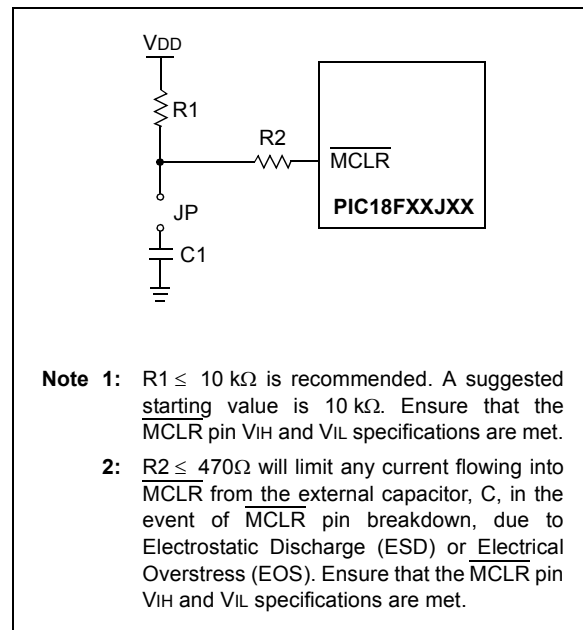 VDD
R1
R2
MCLR
JP
PIC18FXXJXX
C1
Note 1: R1 ≤ 10 kΩ is recommended. A suggested
starting value is 10 kΩ. Ensure that the
MCLR pin VIH and VIL specifications are met.
2: R2 ≤ 470Ω will limit any current flowing into
MCLR from the external capacitor, C, in the
event of MCLR pin breakdown, due to
Electrostatic Discharge (ESD) or Electrical
Overstress (EOS). Ensure that the MCLR pin
VIH and VIL specifications are met.